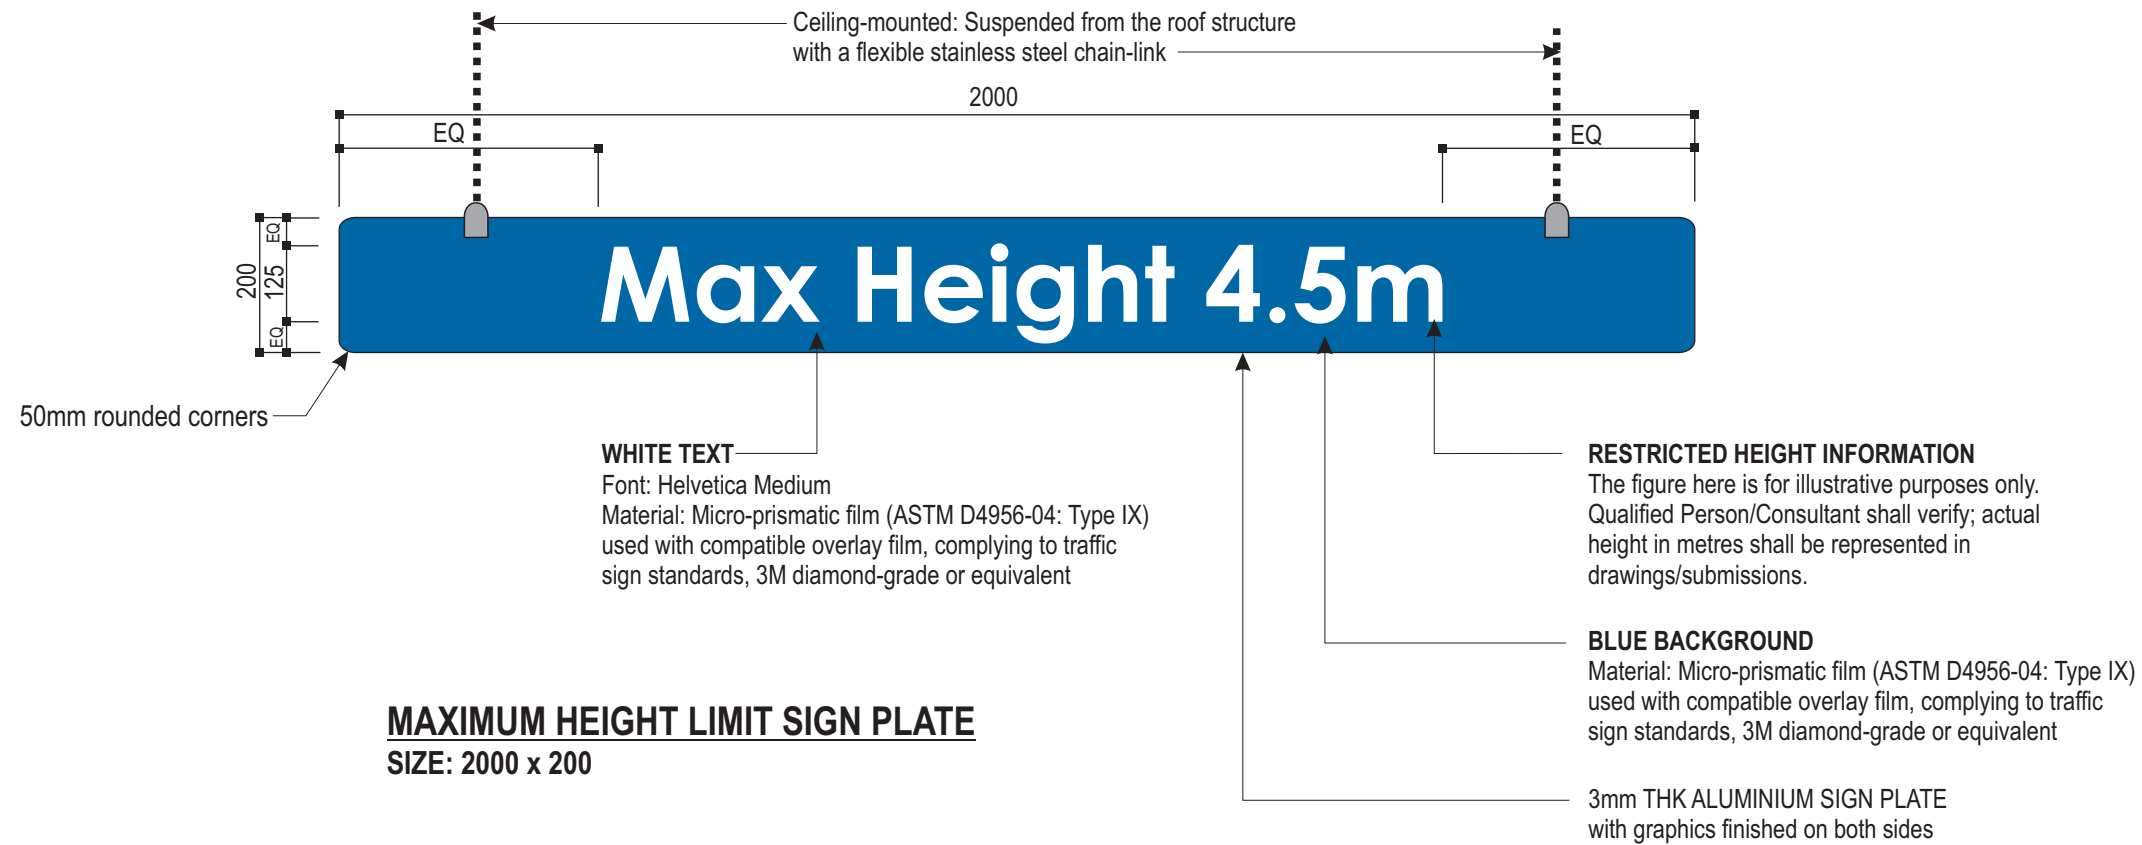 Ceiling-mounted: Suspended from the roof structure
with a flexible stainless steel chain-link
2000
EQ
EQ
EQ
200
125
EQ
Max Height 4.5m
50mm rounded corners
WHITE TEXT
Font: Helvetica Medium
Material: Micro-prismatic film (ASTM D4956-04: Type IX)
used with compatible overlay film, complying to traffic
sign standards, 3M diamond-grade or equivalent
RESTRICTED HEIGHT INFORMATION
The figure here is for illustrative purposes only.
Qualified Person/Consultant shall verify; actual
height in metres shall be represented in
drawings/submissions.
BLUE BACKGROUND
Material: Micro-prismatic film (ASTM D4956-04: Type IX)
used with compatible overlay film, complying to traffic
sign standards, 3M diamond-grade or equivalent
MAXIMUM HEIGHT LIMIT SIGN PLATE
SIZE: 2000 x 200
3mm THK ALUMINIUM SIGN PLATE
with graphics finished on both sides